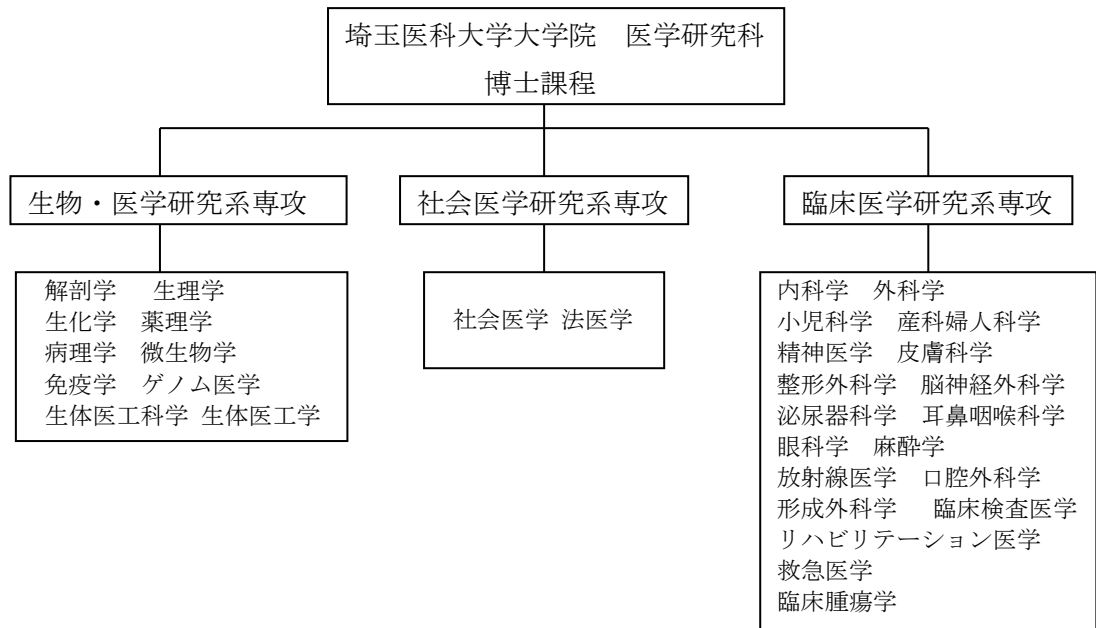 埼玉医科大学大学院　医学研究科
博士課程
生物・医学研究系専攻
社会医学研究系専攻
臨床医学研究系専攻
解剖学　生理学
生化学　薬理学
病理学　微生物学
免疫学　ゲノム医学
生体医工科学 生体医工学
社会医学 法医学
内科学　外科学
小児科学　産科婦人科学
精神医学　皮膚科学
整形外科学　脳神経外科学
泌尿器科学　耳鼻咽喉科学
眼科学　麻酔学
放射線医学　口腔外科学
形成外科学　臨床検査医学
リハビリテーション医学
救急医学
臨床腫瘍学